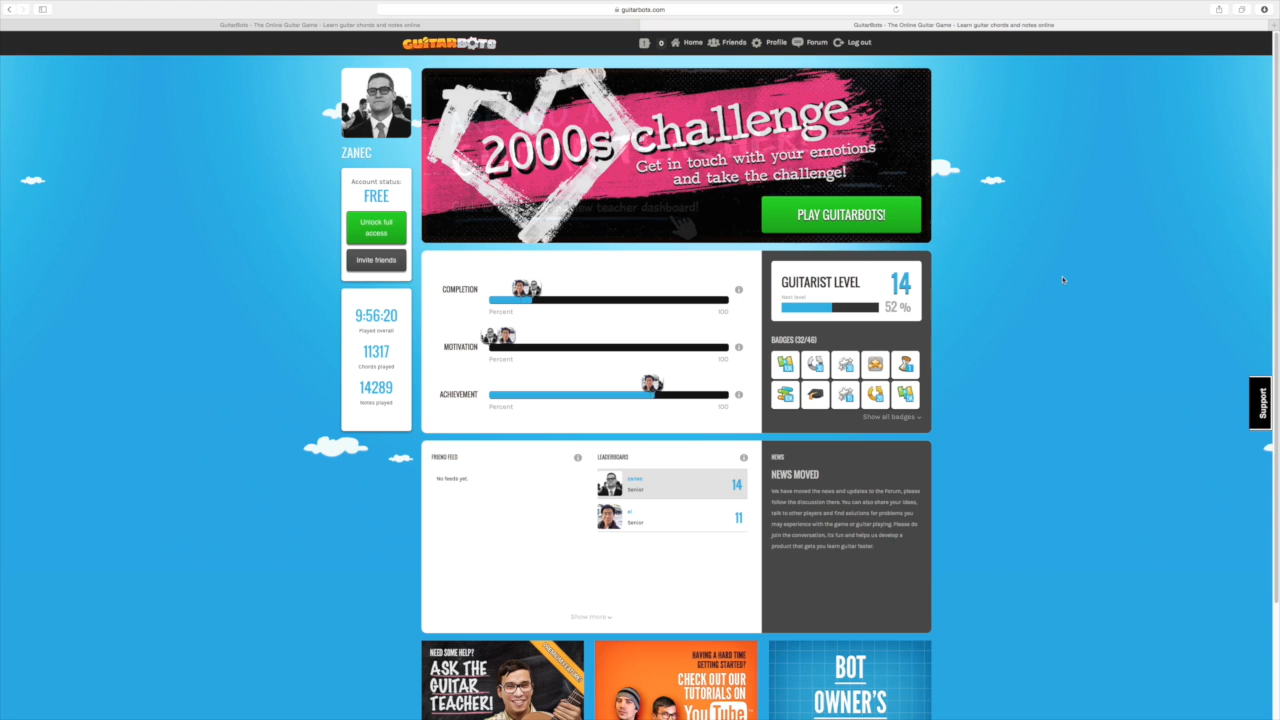 guitarbots.com
GuitarBots - The Online Guitar Game - Learn guitar chords and notes online
GuitarBots - The Online Guitar Game - Learn guitar chords and notes online
GUITARBOTS
0
Home
Friends
Profile
Forum
Log out
ZANEC
Account status:
FREE
Unlock full
access
Invite friends
9:56:20
Played overall
11317
Chords played
14289
Notes played
2000s challenge
Get in touch with your emotions
and take the challenge!
new teacher dashboard!
PLAY GUITARBOTS!
COMPLETION
Percent
100
MOTIVATION
Percent
100
ACHIEVEMENT
Percent
100
GUITARIST LEVEL
14
Next level
52 %
BADGES (32/46)
Show all badges
FRIEND FEED
No feeds yet.
Show more
LEADERBOARD
zanec
Senior
14
Senior
11
NEWS
NEWS MOVED
We have moved the news and updates to the Forum, please
follow the discussion there. You can also share your ideas,
talk to other players and find solutions for problems you
may experience with the game or guitar playing. Please do
join the conversation, its fun and helps us develop a
product that gets you learn guitar faster.
Support
NEED SOME HELP?
ASK THE
GUITAR
TEACHER!
HAVING A HARD TIME
GETTING STARTED?
CHECK OUT OUR
TUTORIALS ON
YouTube
BOT
OWNER'S